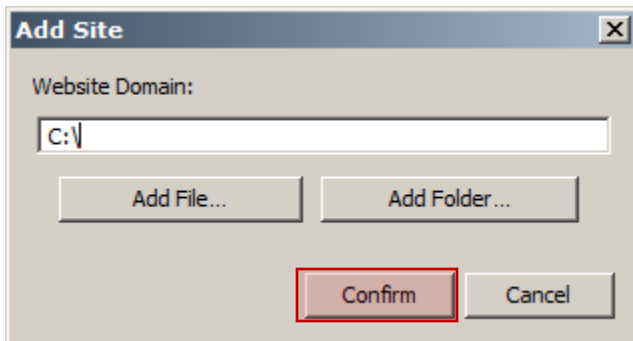 Add Site
Website Domain:
C:\
Add File... Add Folder...
Confirm Cancel